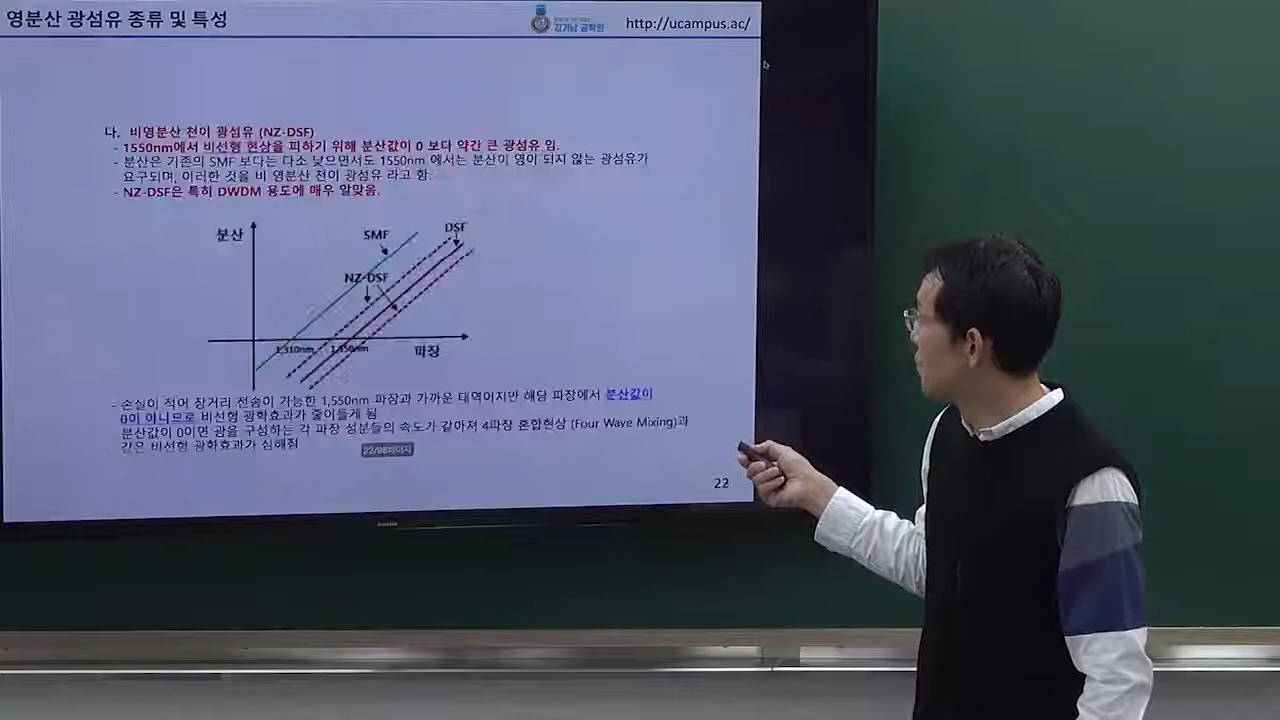 영분산 광섬유 종류 및 특성
김기남 공학원
http://ucampus.ac/
다. 비영분산 천이 광섬유 (NZ-DSF)
- 1550nm에서 비선형 현상을 피하기 위해 분산값이 0 보다 약간 큰 광섬유 임.
- 분산은 기존의 SMF 보다는 다소 낮으면서도 1550nm 에서는 분산이 영이 되지 않는 광섬유가
요구되며, 이러한 것을 비 영분산 천이 광섬유 라고 함.
- NZ-DSF은 특히 DWDM 용도에 매우 알맞음.
분산
SMF
DSF
NZ-DSF
1,310nm
1,550nm
파장
- 손실이 적어 장거리 전송이 가능한 1,550nm 파장과 가까운 대역이지만 해당 파장에서 분산값이
0이 아니므로 비선형 광학효과가 줄어들게 됨
분산값이 0이면 광을 구성하는 각 파장 성분들의 속도가 같아져 4파장 혼합현상 (Four Wave Mixing)과
같은 비선형 광학효과가 심해점
22/98페이지
22